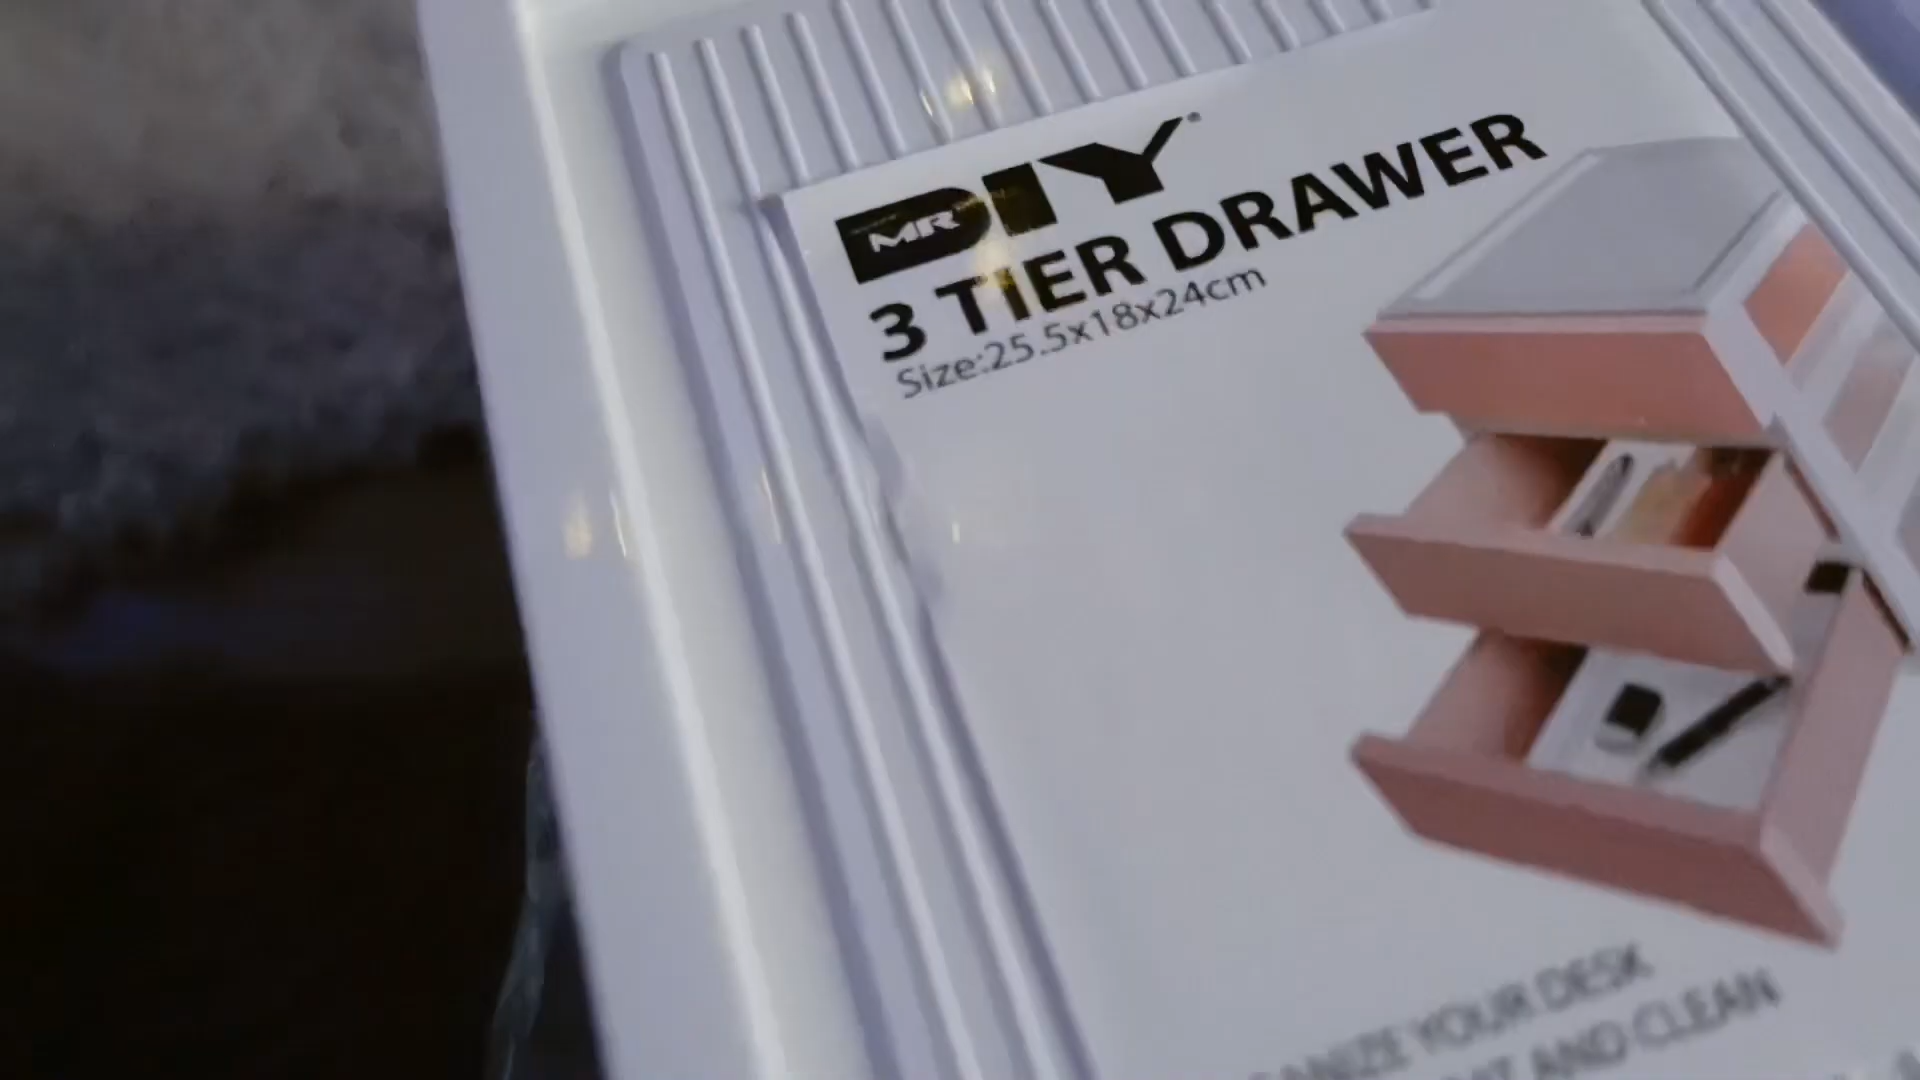 MR DIY
3 TIER DRAWER
Size:25.5x18x24cm
YOUR DESK
AND CLEAN